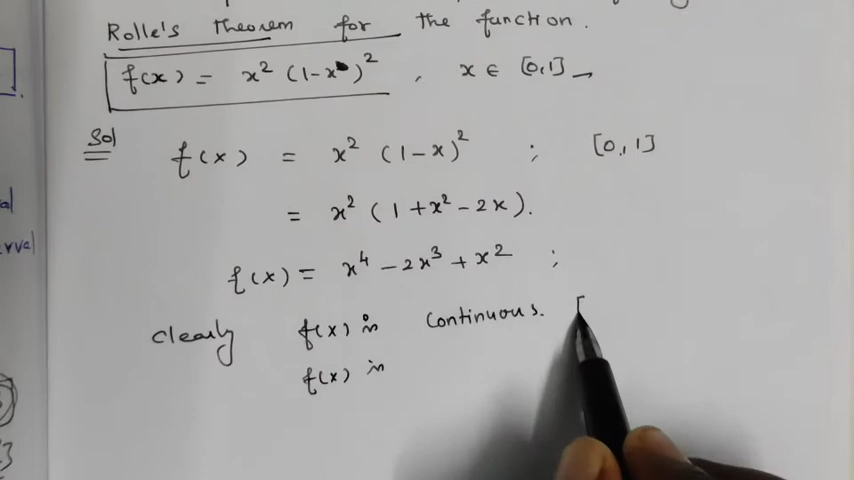 Rolle's theorem for the function.
f(x) = x² (1-x)² , x ∈ [0,1]
Sol f(x) = x² (1-x)² ; [0,1]
= x² (1+x²-2x).
f(x) = x⁴ - 2x³ + x² ;
clearly f(x) is continuous. [
f(x) is